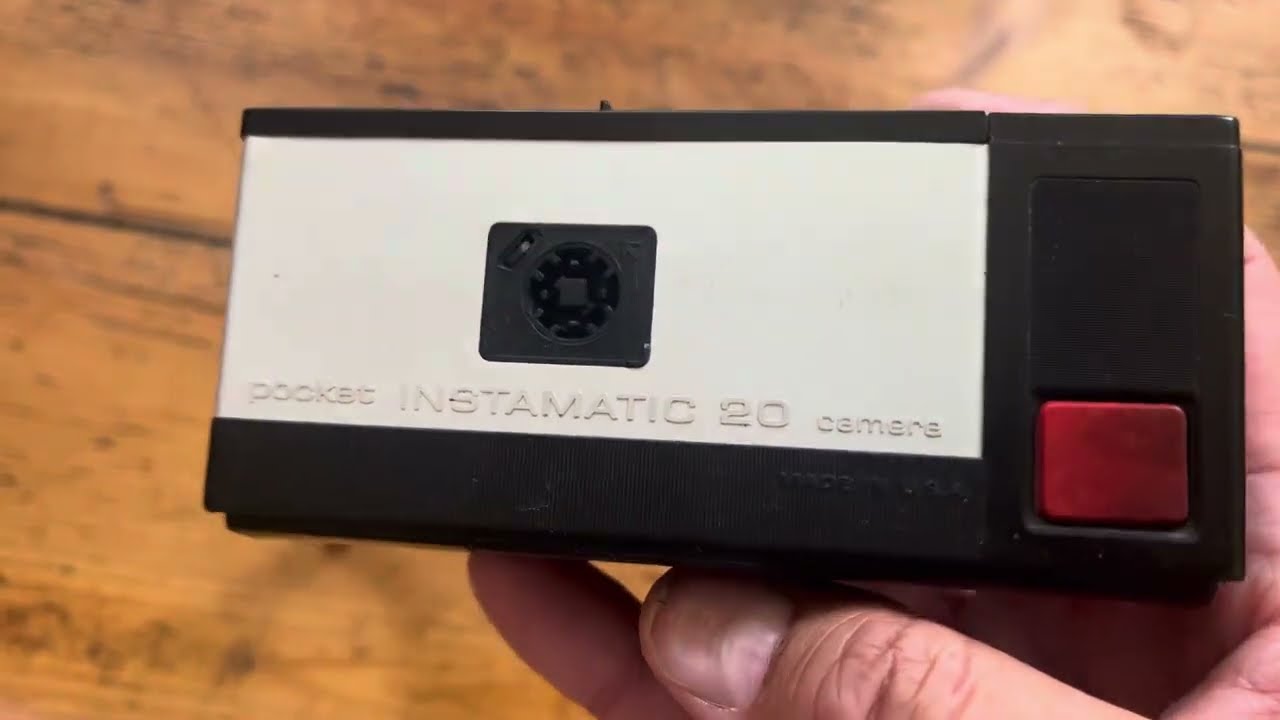 pocket INSTAMATIC 20 camera
MADE IN U.S.A.